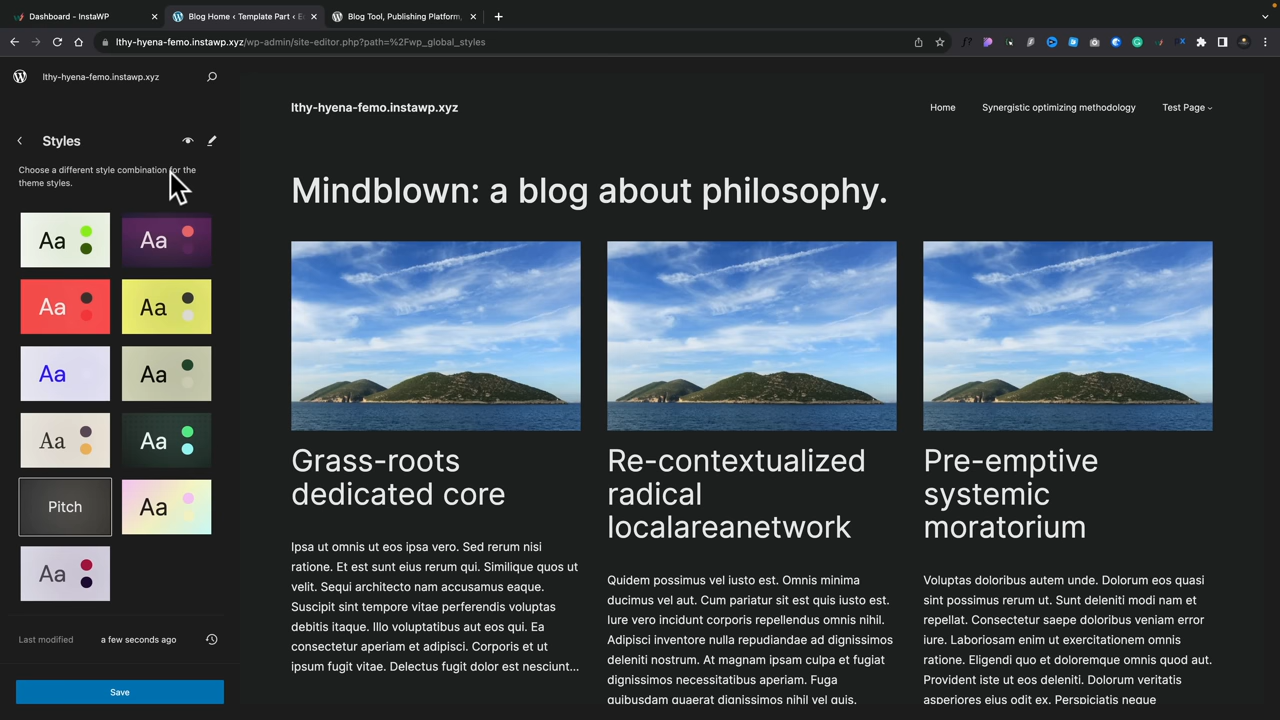 Dashboard - InstaWP
Blog Home ‹ Template Part ‹ E
Blog Tool, Publishing Platform,
lthy-hyena-femo.instawp.xyz/wp-admin/site-editor.php?path=%2Fwp_global_styles
lthy-hyena-femo.instawp.xyz
Styles
Choose a different style combination for the
theme styles.
Aa
Aa
Aa
Aa
Aa
Aa
Aa
Aa
Pitch
Aa
Aa
Last modified
a few seconds ago
Save
lthy-hyena-femo.instawp.xyz
Home
Synergistic optimizing methodology
Test Page
Mindblown: a blog about philosophy.
Grass-roots
dedicated core
Ipsa ut omnis ut eos ipsa vero. Sed rerum nisi
ratione. Et est sunt eius rerum qui. Similique quos ut
velit. Sequi architecto nam accusamus eaque.
Suscipit sint tempore vitae perferendis voluptas
debitis itaque. Illo voluptatibus aut eos qui. Ea
consectetur aperiam et adipisci. Corporis et ut
ipsum fugit vitae. Delectus fugit dolor est nesciunt...
Re-contextualized
radical
localareanetwork
Quidem possimus vel iusto est. Omnis minima
ducimus vel aut. Cum pariatur sit est quis iusto est.
Iure vero incidunt corporis repellendus omnis nihil.
Adipisci inventore nulla repudiandae ad dignissimos
deleniti nostrum. At magnam ipsam culpa et fugiat
dignissimos necessitatibus aperiam. Fuga
quibusdam quaerat dignissimos nihil vel quis.
Pre-emptive
systemic
moratorium
Voluptas doloribus autem unde. Dolorum eos quasi
sint possimus rerum ut. Sunt deleniti modi nam et
repellat. Consectetur saepe doloribus veniam error
iure. Laboriosam enim ut exercitationem omnis
ratione. Eligendi quo et doloremque omnis quod aut.
Provident iste ut eos deleniti. Dolorum veritatis
asperiores eius odit ex. Perspiciatis neque